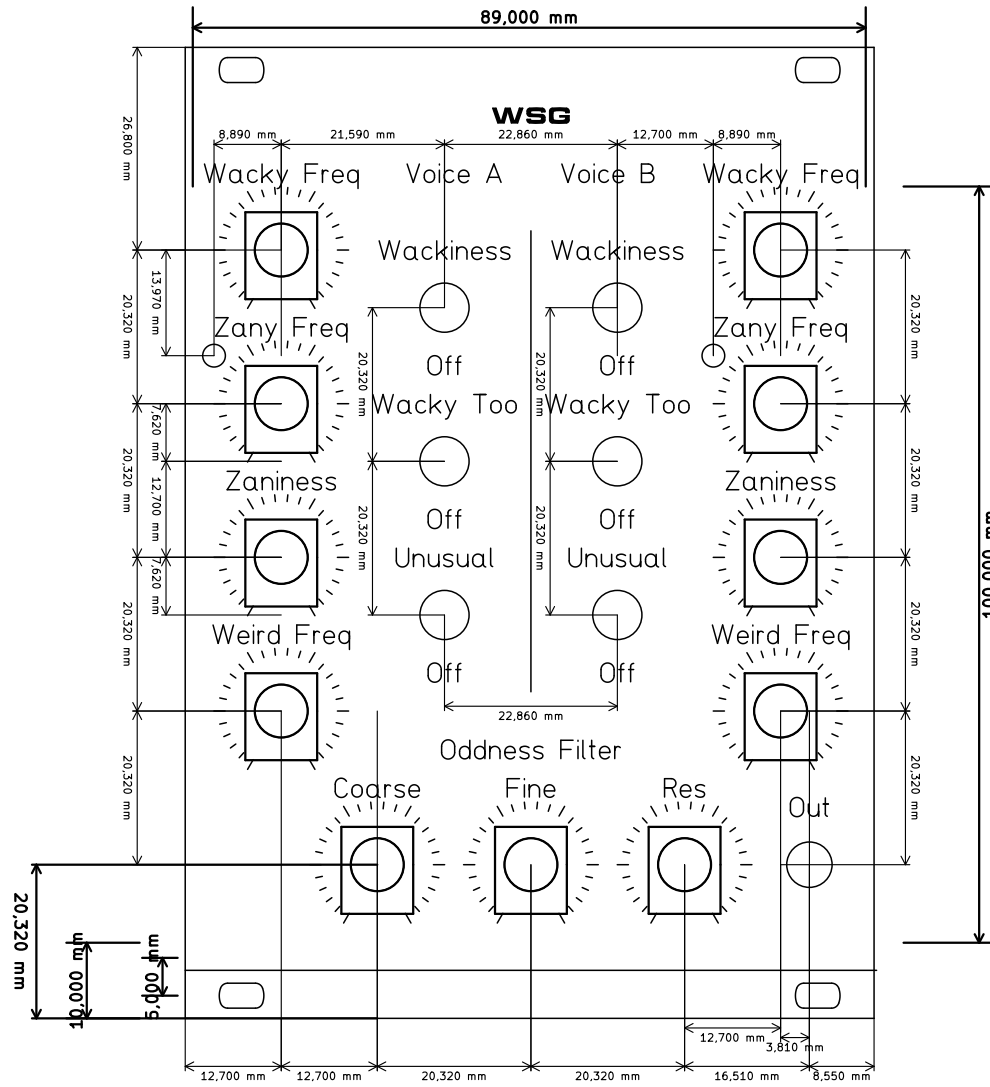 89,000 mm
WSG
8,890 mm 21,590 mm 22,860 mm 12,700 mm 8,890 mm
26,800 mm
Wacky Freq Voice A Voice B Wacky Freq
Wackiness Wackiness
13,970 mm
20,320 mm
20,320 mm
Zany Freq Zany Freq
Off Off
20,320 mm
20,320 mm
Wacky Too Wacky Too
7,620 mm
20,320 mm
12,700 mm
20,320 mm
Zaniness Zaniness
Off Off
20,320 mm
20,320 mm
Unusual Unusual
7,620 mm
100,000 mm
20,320 mm
20,320 mm
Weird Freq Weird Freq
Off Off
22,860 mm
Oddness Filter
20,320 mm
20,320 mm
Coarse Fine Res
Out
20,320 mm
10,000 mm
5,000 mm
12,700 mm
3,810 mm
12,700 mm 12,700 mm 20,320 mm 20,320 mm 16,510 mm 8,550 mm